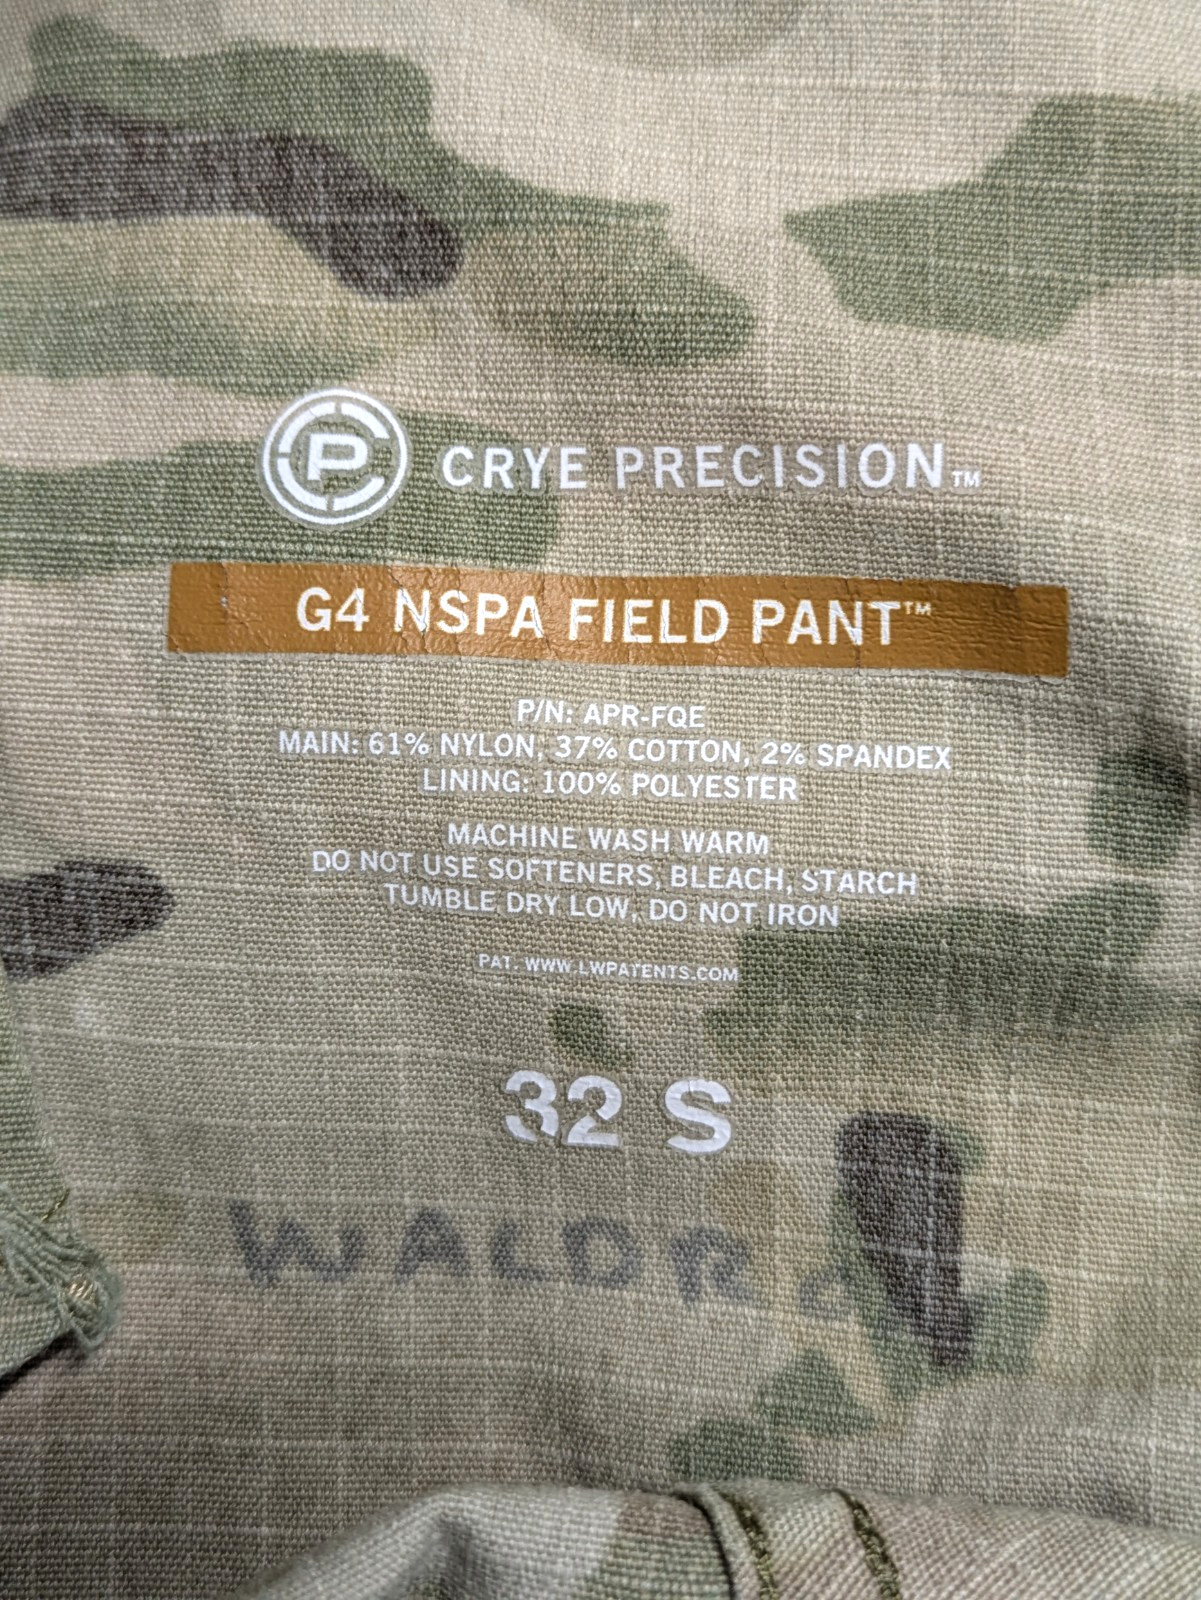 CP CRYE PRECISION™
G4 NSPA FIELD PANT™
P/N: APR-FQE
MAIN: 61% NYLON, 37% COTTON, 2% SPANDEX
LINING: 100% POLYESTER
MACHINE WASH WARM
DO NOT USE SOFTENERS, BLEACH, STARCH
TUMBLE DRY LOW, DO NOT IRON
PAT. WWW.LWPATENTS.COM
32 S